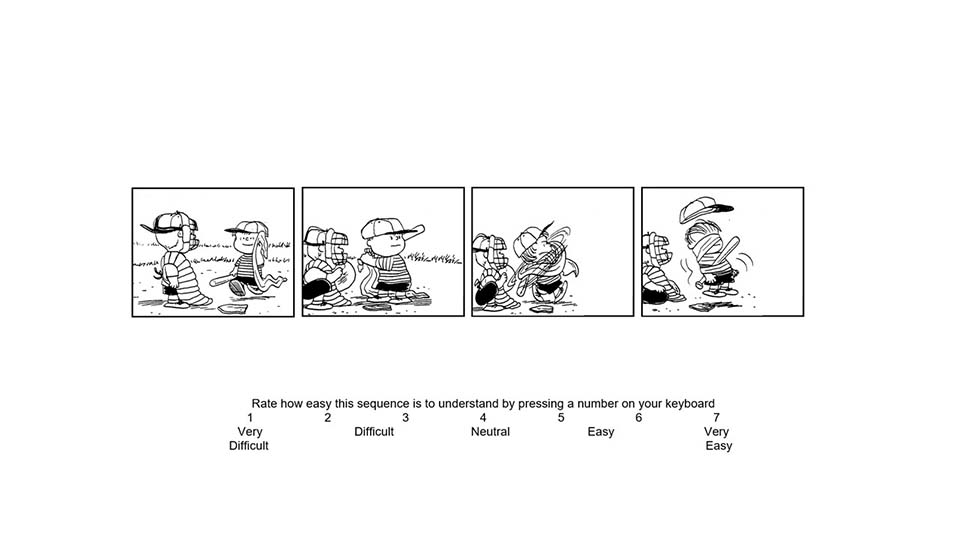 Rate how easy this sequence is to understand by pressing a number on your keyboard
1 2 3 4 5 6 7
Very Difficult Neutral Easy Very
Difficult Easy